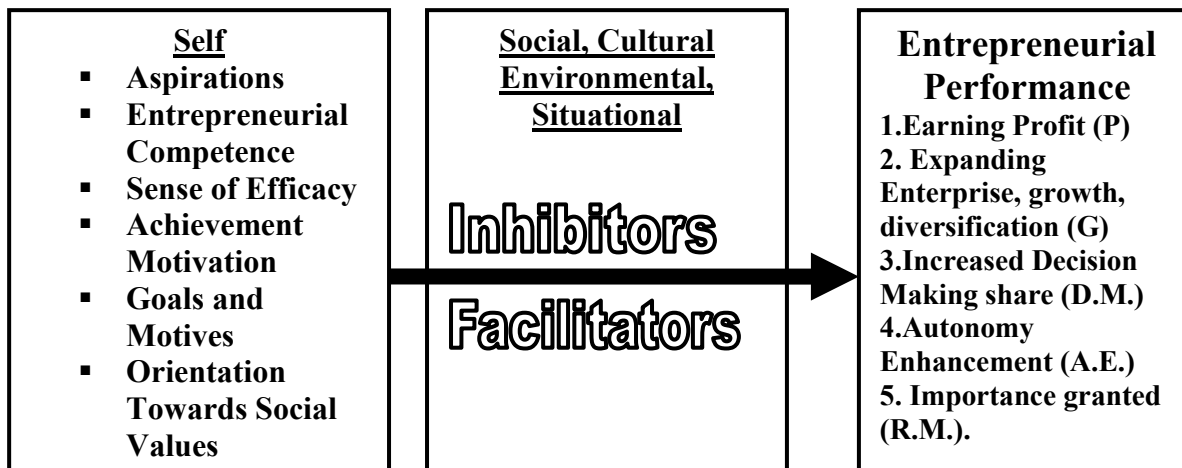 Self
▪ Aspirations
▪ Entrepreneurial
Competence
▪ Sense of Efficacy
▪ Achievement
Motivation
▪ Goals and
Motives
▪ Orientation
Towards Social
Values
Social, Cultural
Environmental,
Situational
Inhibitors
Facilitators
Entrepreneurial
Performance
1.Earning Profit (P)
2. Expanding
Enterprise, growth,
diversification (G)
3.Increased Decision
Making share (D.M.)
4.Autonomy
Enhancement (A.E.)
5. Importance granted
(R.M.).